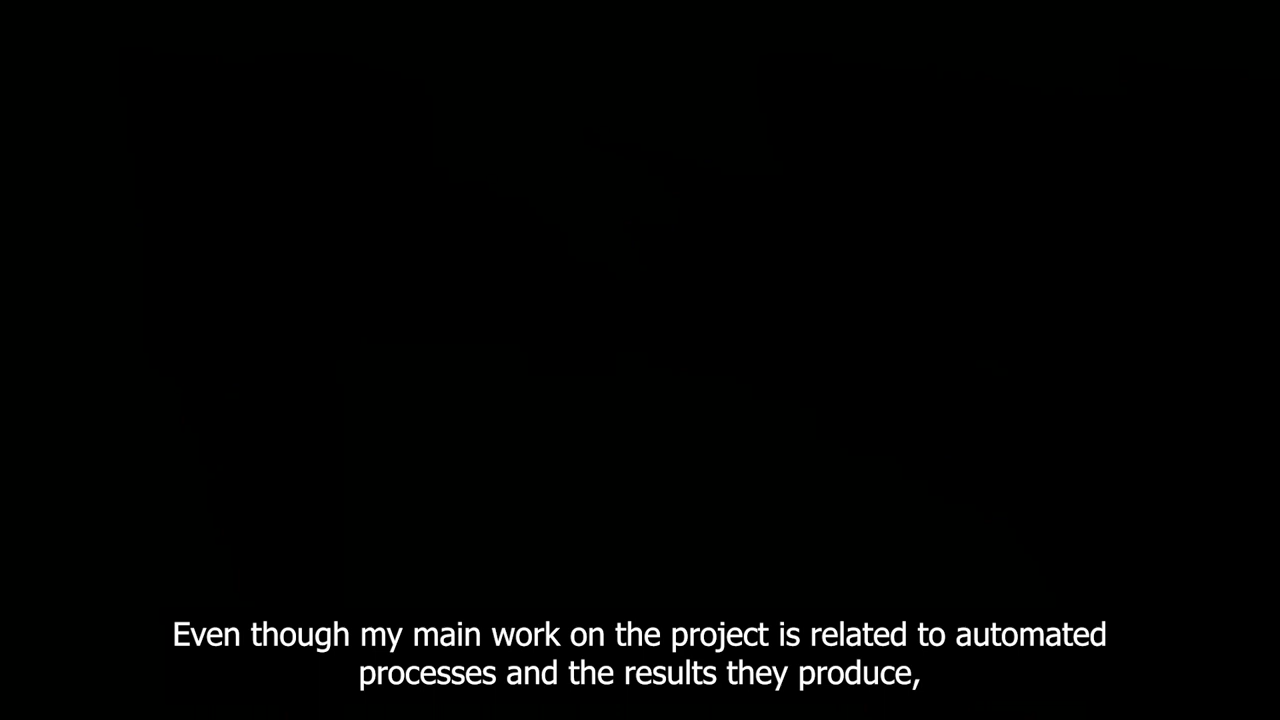 Even though my main work on the project is related to automated
processes and the results they produce,